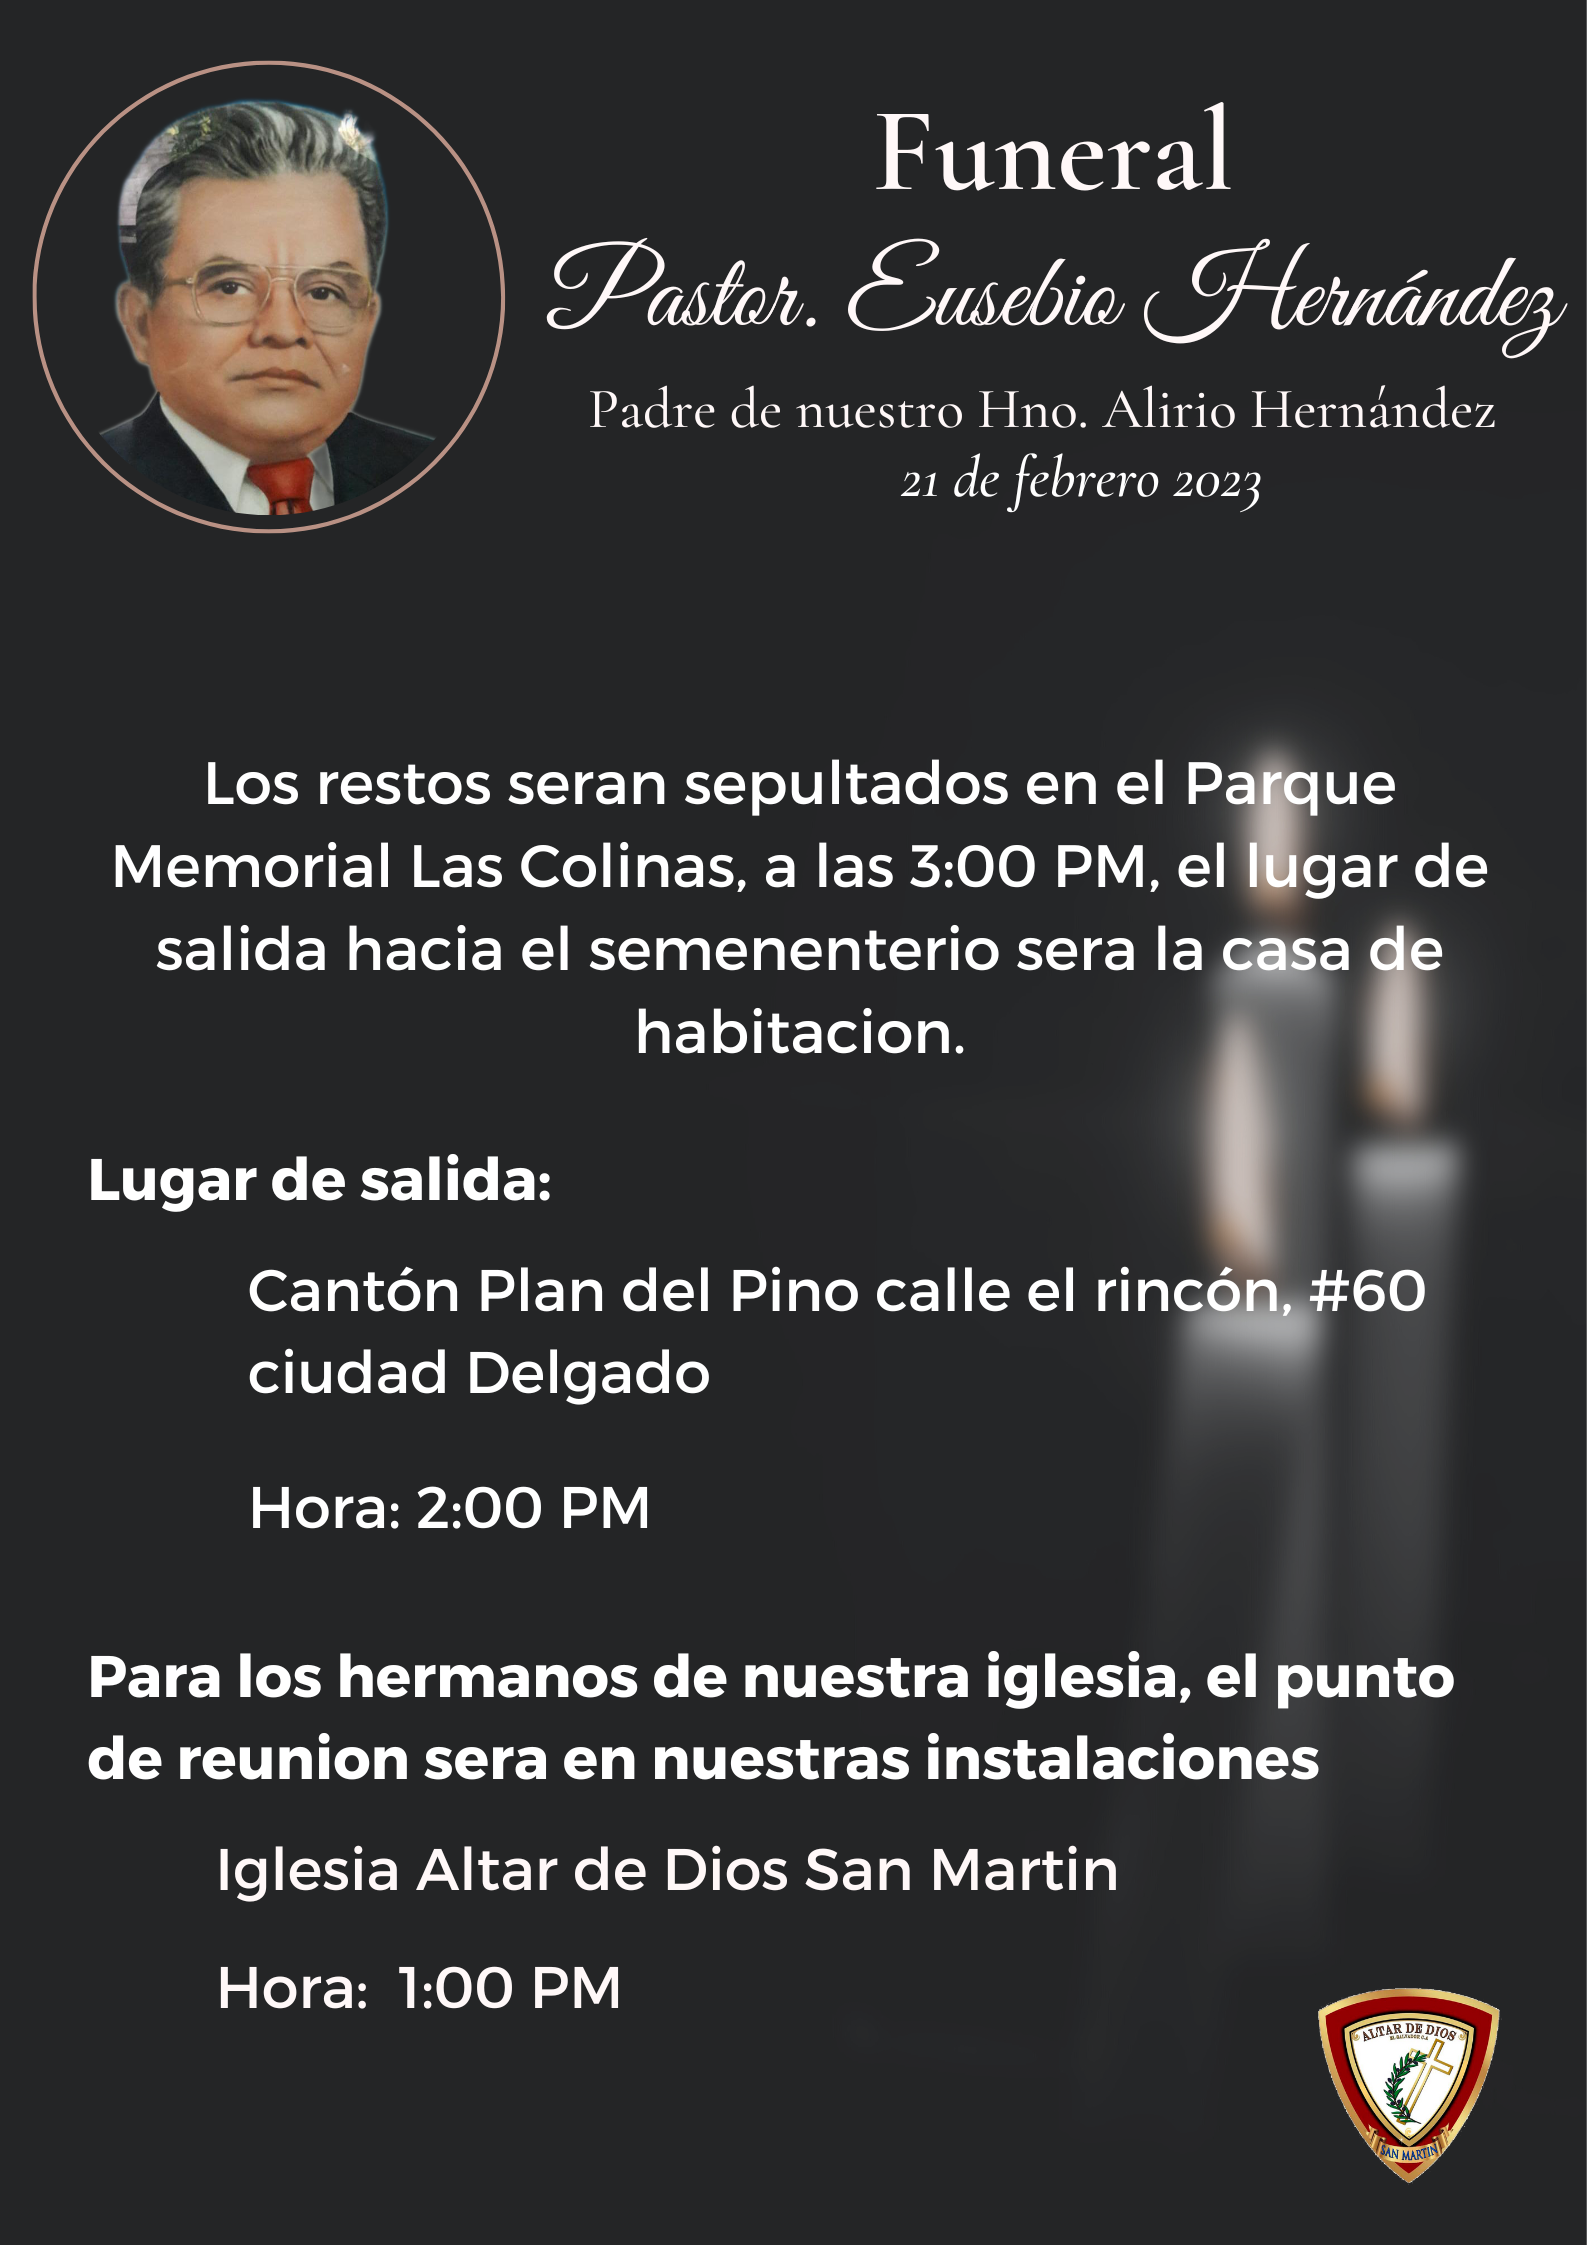 Funeral
Pastor. Eusebio Hernández
Padre de nuestro Hno. Alirio Hernández
21 de febrero 2023
Los restos seran sepultados en el Parque
Memorial Las Colinas, a las 3:00 PM, el lugar de
salida hacia el semenenterio sera la casa de
habitacion.
Lugar de salida:
Cantón Plan del Pino calle el rincón, #60
ciudad Delgado
Hora: 2:00 PM
Para los hermanos de nuestra iglesia, el punto
de reunion sera en nuestras instalaciones
Iglesia Altar de Dios San Martin
Hora: 1:00 PM
ALTAR DE DIOS
EL SALVADOR C.A
SAN MARTIN